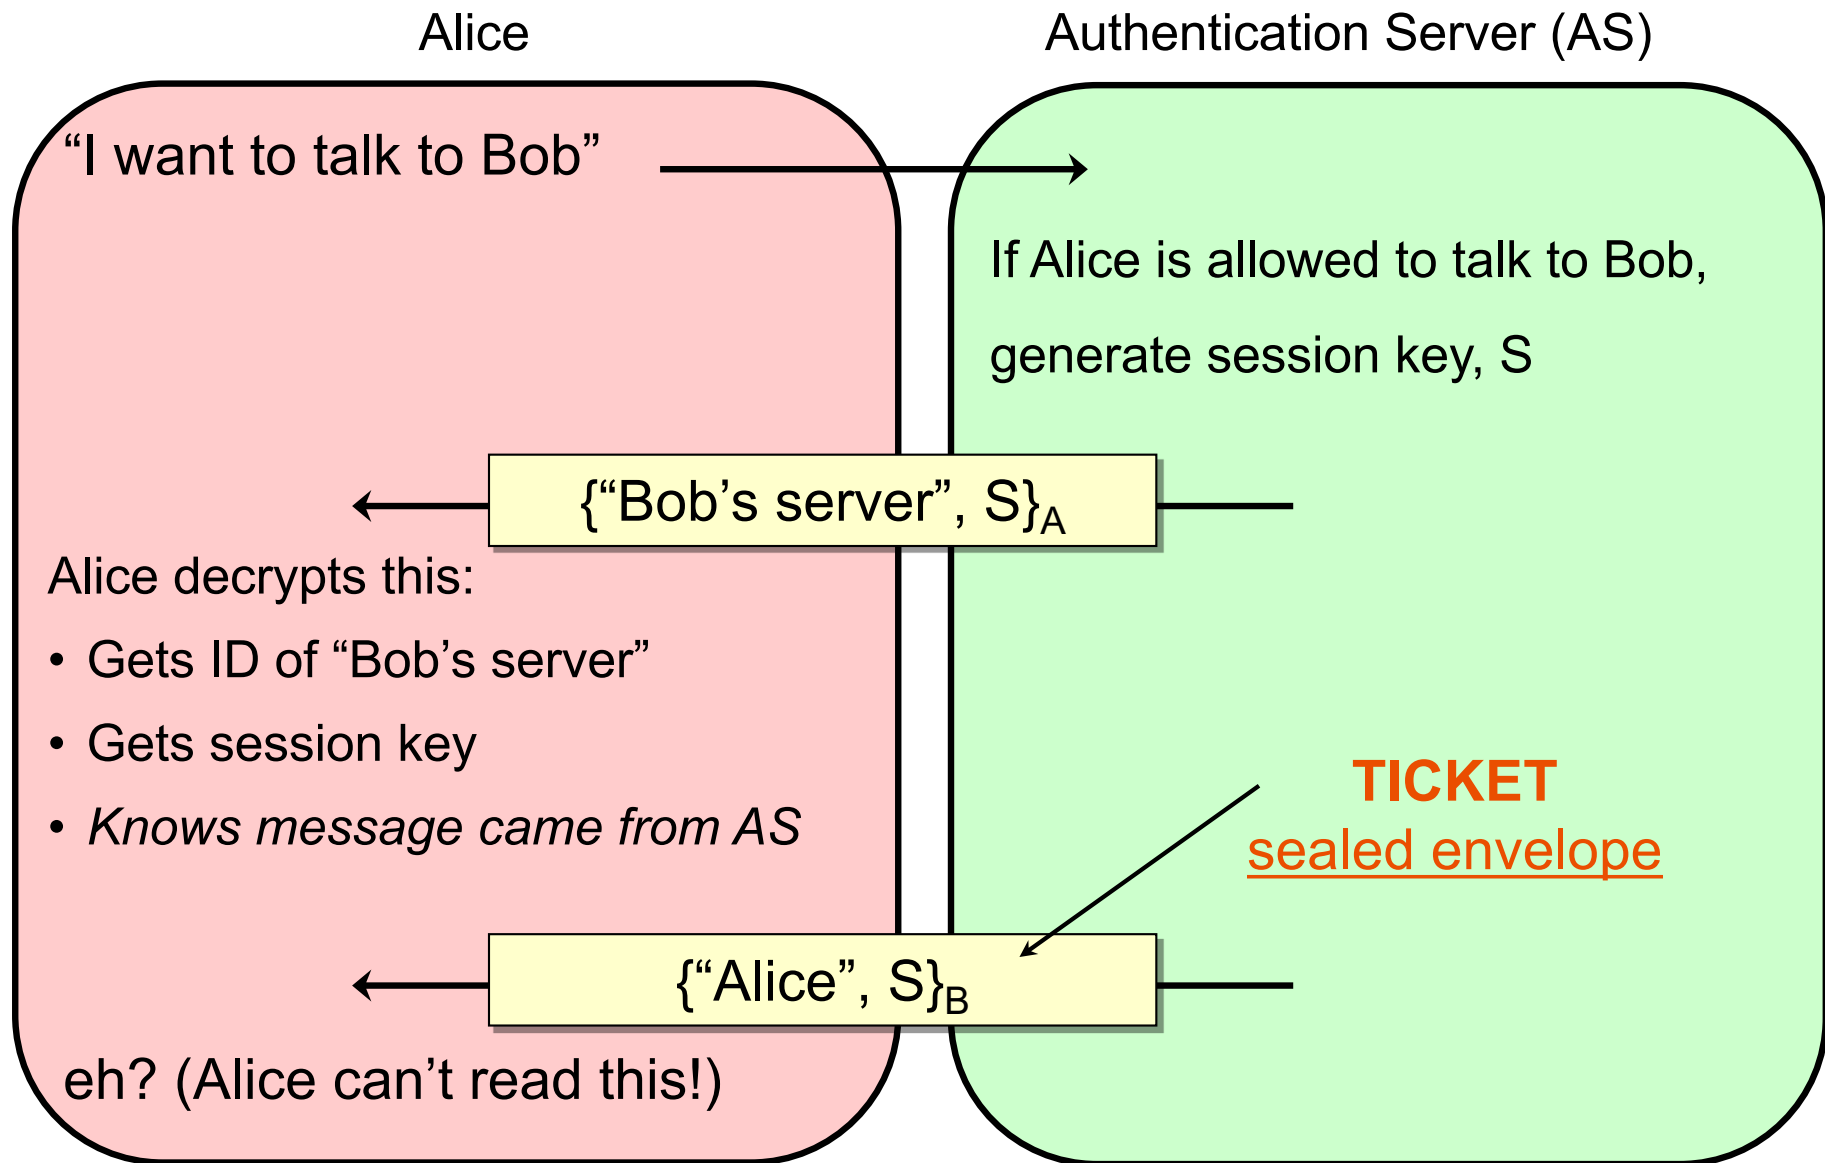 Alice
Authentication Server (AS)
“I want to talk to Bob”
If Alice is allowed to talk to Bob,
generate session key, S
{“Bob’s server”, S}A
Alice decrypts this:
• Gets ID of “Bob’s server”
• Gets session key
• Knows message came from AS
TICKET
sealed envelope
{“Alice”, S}B
eh? (Alice can’t read this!)